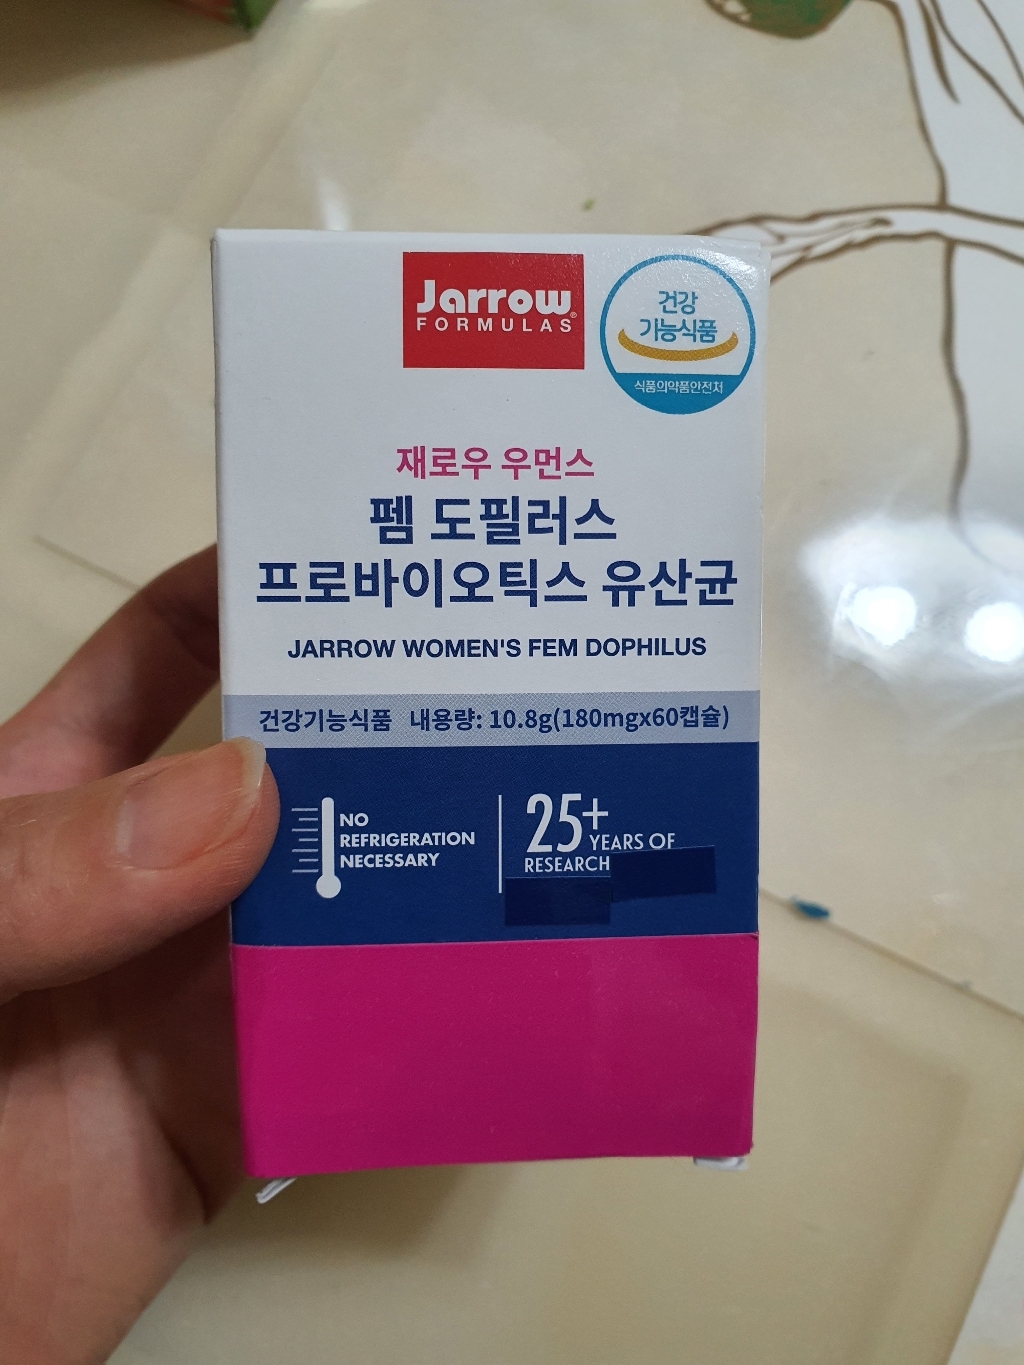 Jarrow
FORMULAS®
건강
기능식품
식품의약품안전처
재로우 우먼스
펨 도필러스
프로바이오틱스 유산균
JARROW WOMEN'S FEM DOPHILUS
건강기능식품 내용량: 10.8g(180mgx60캡슐)
NO
REFRIGERATION
NECESSARY
25+
YEARS OF
RESEARCH